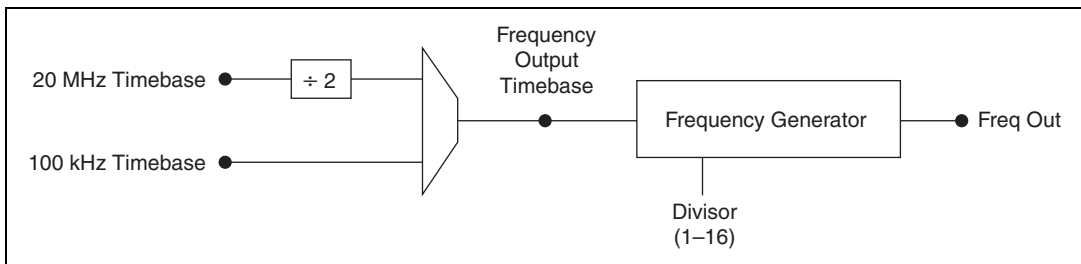 Frequency
Output
Timebase
20 MHz Timebase
÷ 2
Frequency Generator
Freq Out
100 kHz Timebase
Divisor
(1–16)